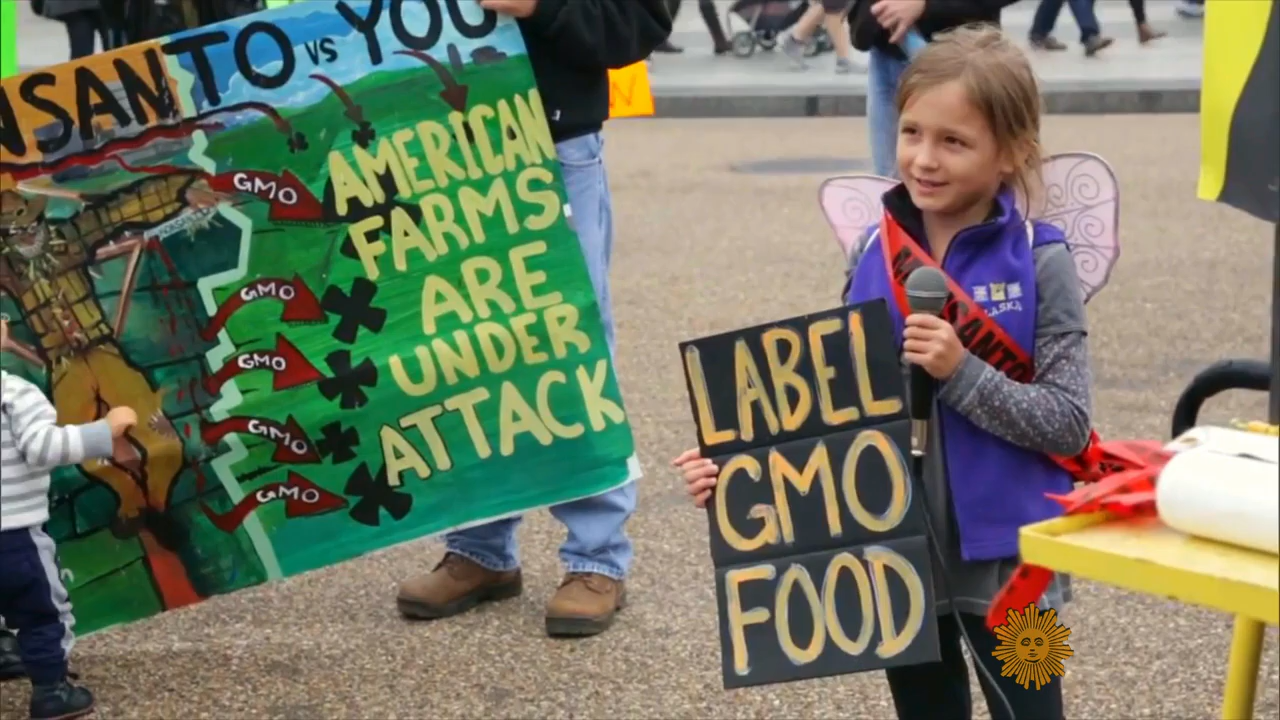 NSANTO VS YOU
GMO
GMO
GMO
GMO
GMO
AMERICAN
FARMS
ARE
UNDER
ATTACK
LABEL
GMO
FOOD